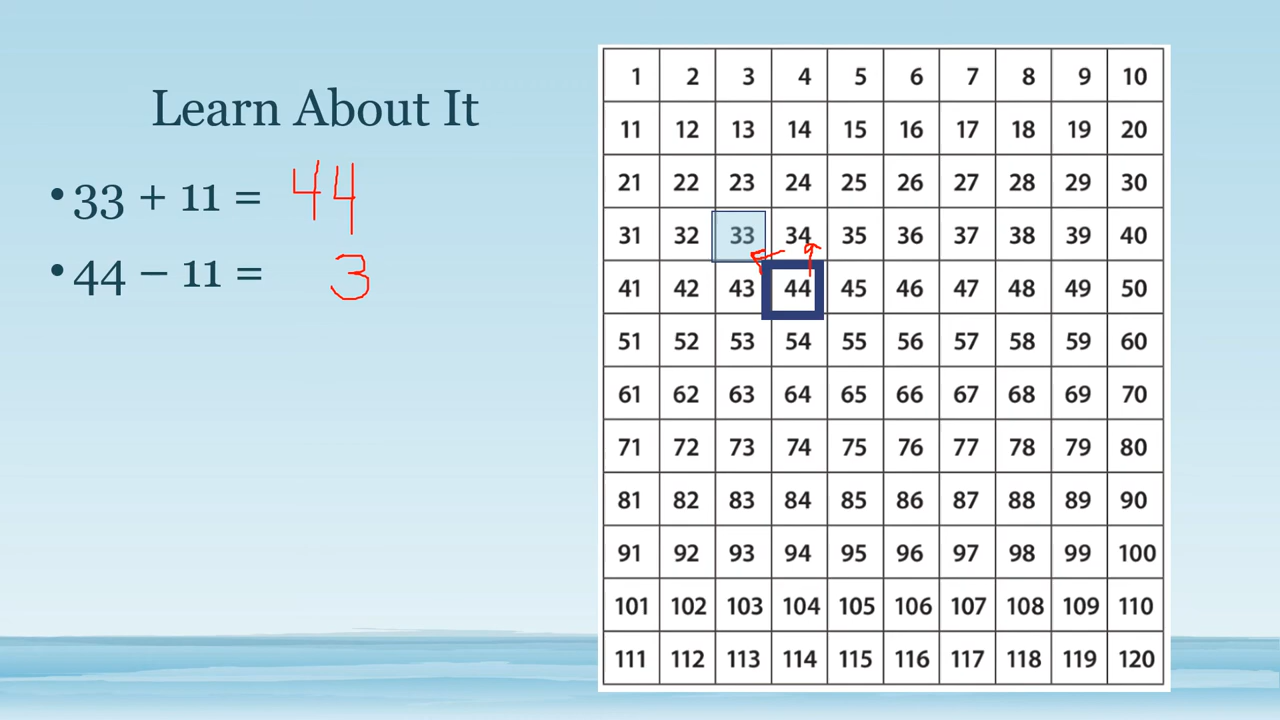 Learn About It
• 33 + 11 = 44
• 44 – 11 = 3
1 2 3 4 5 6 7 8 9 10
11 12 13 14 15 16 17 18 19 20
21 22 23 24 25 26 27 28 29 30
31 32 33 34 35 36 37 38 39 40
41 42 43 44 45 46 47 48 49 50
51 52 53 54 55 56 57 58 59 60
61 62 63 64 65 66 67 68 69 70
71 72 73 74 75 76 77 78 79 80
81 82 83 84 85 86 87 88 89 90
91 92 93 94 95 96 97 98 99 100
101 102 103 104 105 106 107 108 109 110
111 112 113 114 115 116 117 118 119 120